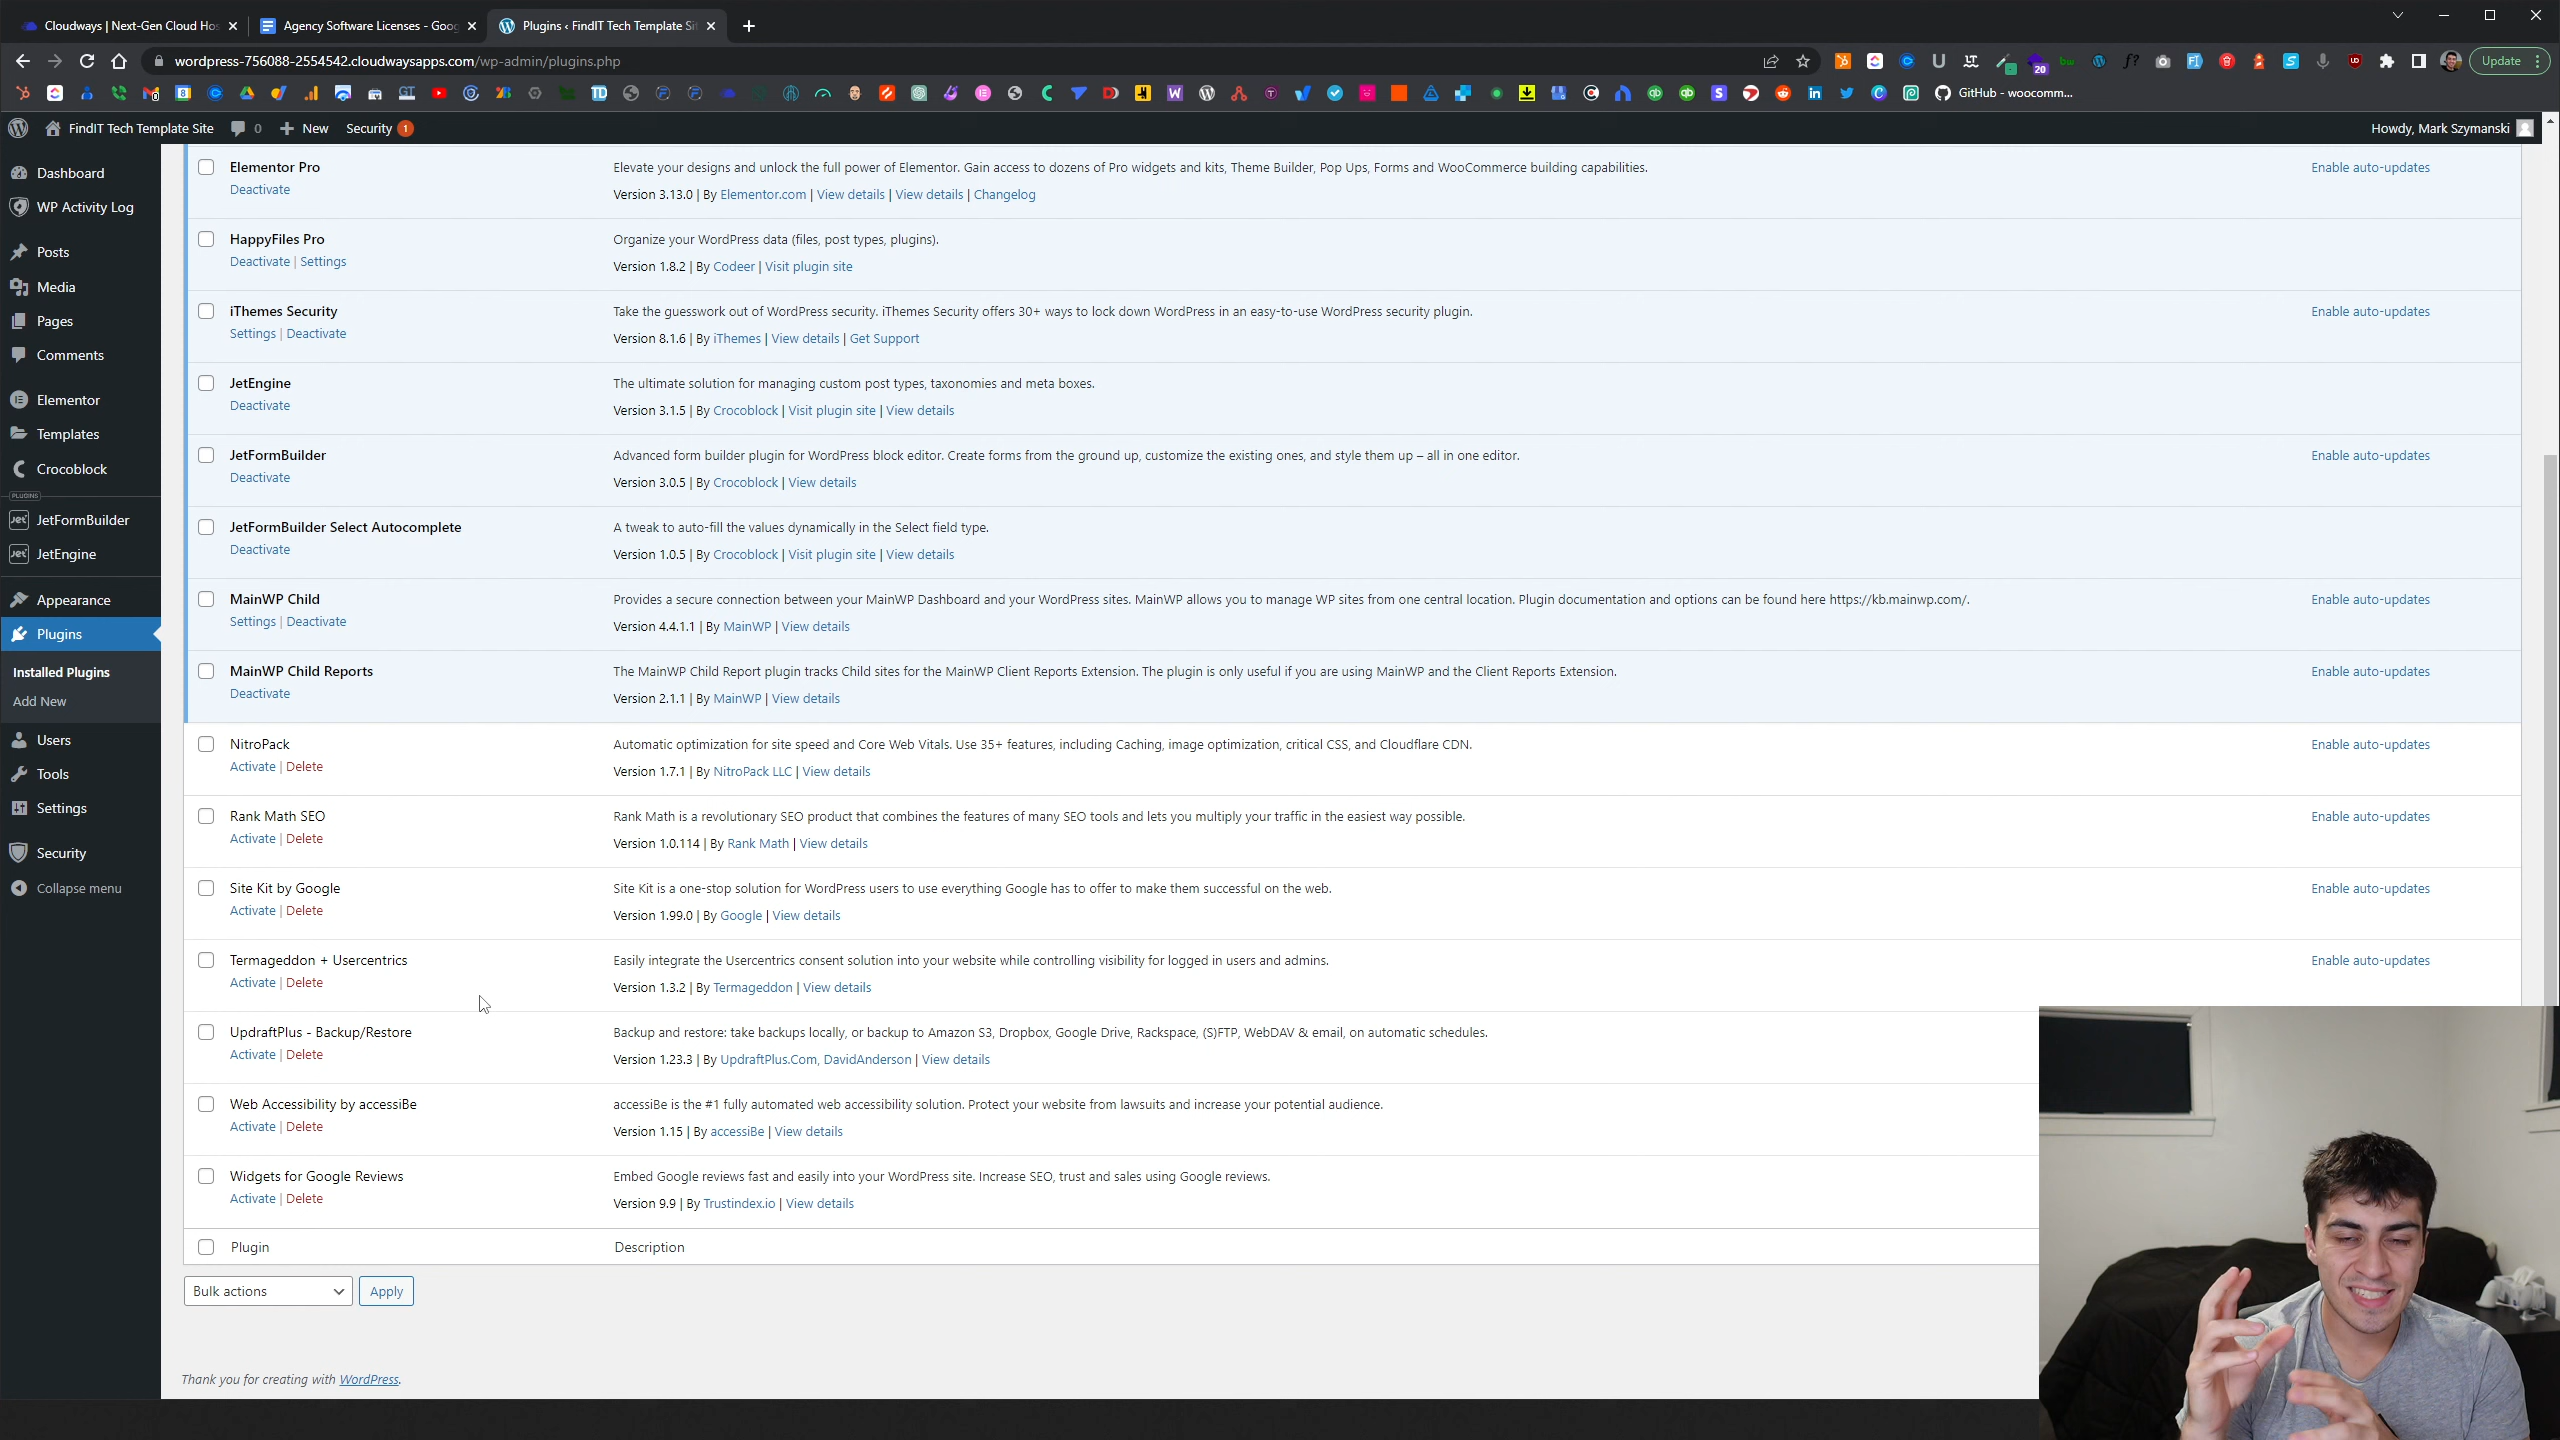 Cloudways | Next-Gen Cloud Hos
Agency Software Licenses - Goog
Plugins ‹ FindIT Tech Template Si
wordpress-756088-2554542.cloudwaysapps.com/wp-admin/plugins.php
20
Update
GitHub - woocomm...
FindIT Tech Template Site
0
New
Security 1
Howdy, Mark Szymanski
Dashboard
WP Activity Log
Posts
Media
Pages
Comments
Elementor
Templates
Crocoblock
PLUGINS
JetFormBuilder
JetEngine
Appearance
Plugins
Installed Plugins
Add New
Users
Tools
Settings
Security
Collapse menu
Elementor Pro
Deactivate
Elevate your designs and unlock the full power of Elementor. Gain access to dozens of Pro widgets and kits, Theme Builder, Pop Ups, Forms and WooCommerce building capabilities.
Version 3.13.0 | By Elementor.com | View details | View details | Changelog
Enable auto-updates
HappyFiles Pro
Deactivate | Settings
Organize your WordPress data (files, post types, plugins).
Version 1.8.2 | By Codeer | Visit plugin site
iThemes Security
Settings | Deactivate
Take the guesswork out of WordPress security. iThemes Security offers 30+ ways to lock down WordPress in an easy-to-use WordPress security plugin.
Version 8.1.6 | By iThemes | View details | Get Support
Enable auto-updates
JetEngine
Deactivate
The ultimate solution for managing custom post types, taxonomies and meta boxes.
Version 3.1.5 | By Crocoblock | Visit plugin site | View details
Enable auto-updates
JetFormBuilder
Deactivate
Advanced form builder plugin for WordPress block editor. Create forms from the ground up, customize the existing ones, and style them up – all in one editor.
Version 3.0.5 | By Crocoblock | View details
Enable auto-updates
JetFormBuilder Select Autocomplete
Deactivate
A tweak to auto-fill the values dynamically in the Select field type.
Version 1.0.5 | By Crocoblock | Visit plugin site | View details
MainWP Child
Settings | Deactivate
Provides a secure connection between your MainWP Dashboard and your WordPress sites. MainWP allows you to manage WP sites from one central location. Plugin documentation and options can be found here https://kb.mainwp.com/.
Version 4.4.1.1 | By MainWP | View details
Enable auto-updates
MainWP Child Reports
Deactivate
The MainWP Child Report plugin tracks Child sites for the MainWP Client Reports Extension. The plugin is only useful if you are using MainWP and the Client Reports Extension.
Version 2.1.1 | By MainWP | View details
Enable auto-updates
NitroPack
Activate | Delete
Automatic optimization for site speed and Core Web Vitals. Use 35+ features, including Caching, image optimization, critical CSS, and Cloudflare CDN.
Version 1.7.1 | By NitroPack LLC | View details
Enable auto-updates
Rank Math SEO
Activate | Delete
Rank Math is a revolutionary SEO product that combines the features of many SEO tools and lets you multiply your traffic in the easiest way possible.
Version 1.0.114 | By Rank Math | View details
Enable auto-updates
Site Kit by Google
Activate | Delete
Site Kit is a one-stop solution for WordPress users to use everything Google has to offer to make them successful on the web.
Version 1.99.0 | By Google | View details
Enable auto-updates
Termageddon + Usercentrics
Activate | Delete
Easily integrate the Usercentrics consent solution into your website while controlling visibility for logged in users and admins.
Version 1.3.2 | By Termageddon | View details
Enable auto-updates
UpdraftPlus - Backup/Restore
Activate | Delete
Backup and restore: take backups locally, or backup to Amazon S3, Dropbox, Google Drive, Rackspace, (S)FTP, WebDAV & email, on automatic schedules.
Version 1.23.3 | By UpdraftPlus.Com, DavidAnderson | View details
Web Accessibility by accessiBe
Activate | Delete
accessiBe is the #1 fully automated web accessibility solution. Protect your website from lawsuits and increase your potential audience.
Version 1.15 | By accessiBe | View details
Widgets for Google Reviews
Activate | Delete
Embed Google reviews fast and easily into your WordPress site. Increase SEO, trust and sales using Google reviews.
Version 9.9 | By Trustindex.io | View details
Plugin
Description
Bulk actions
Apply
Thank you for creating with WordPress.